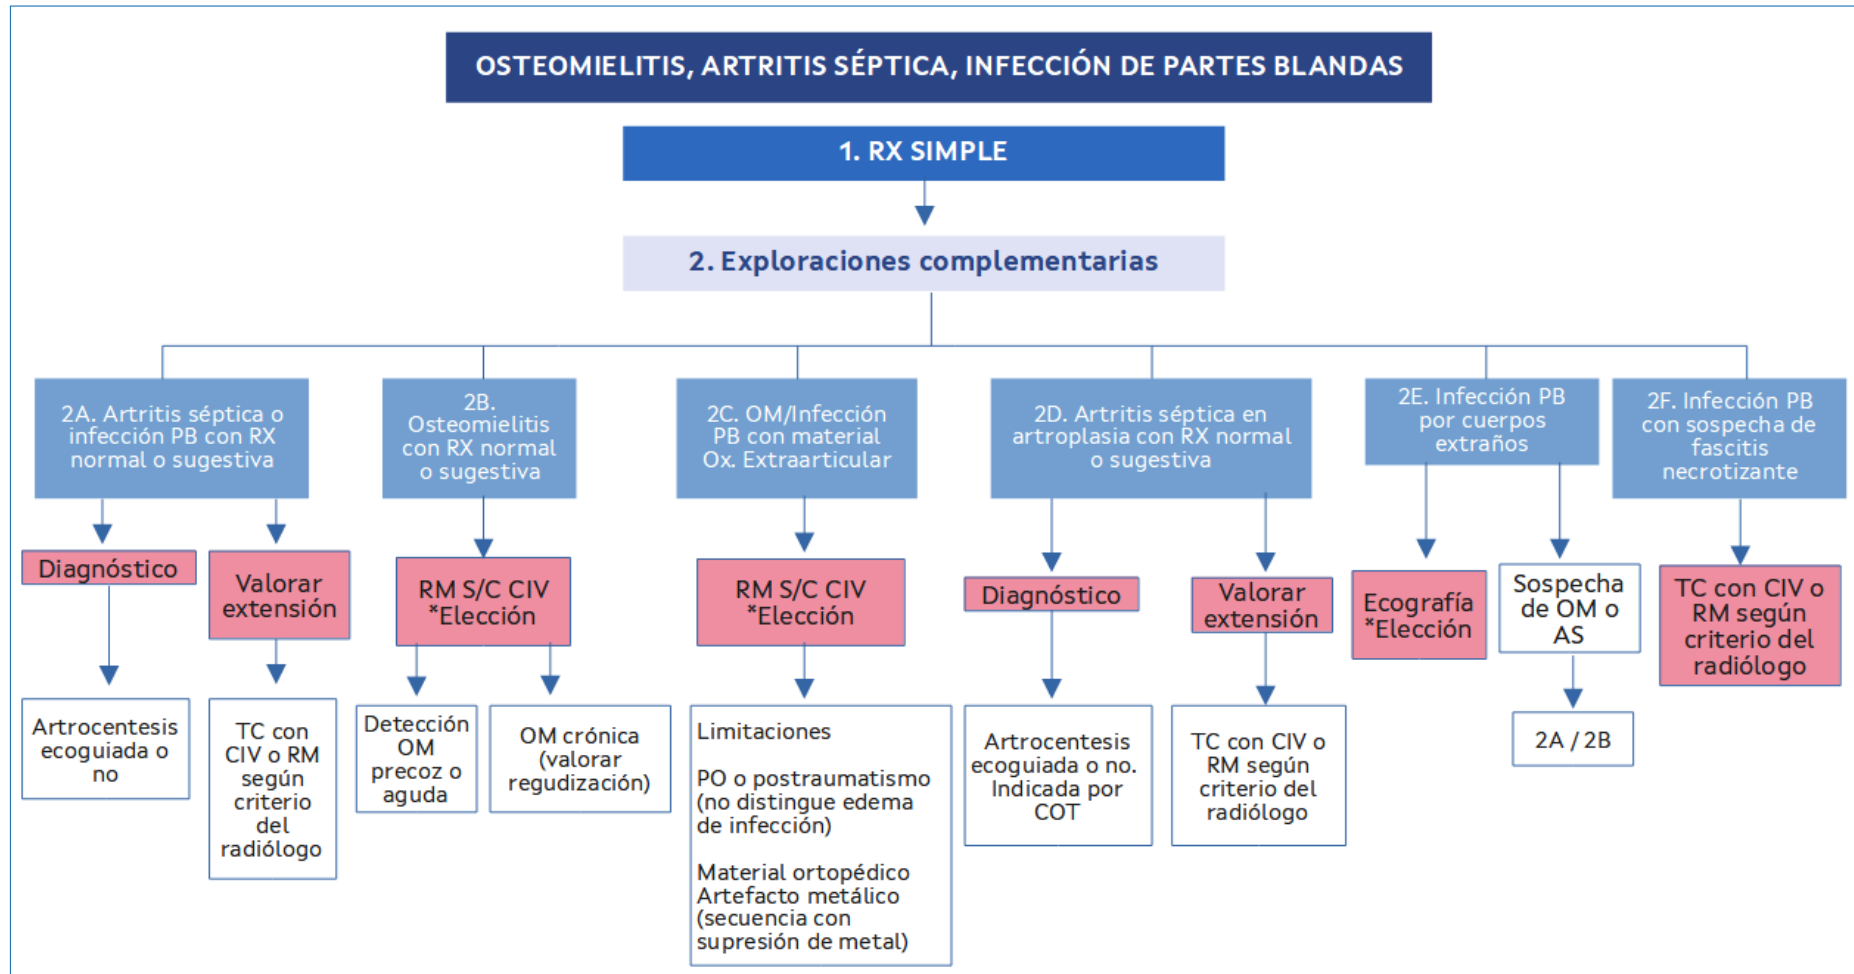 OSTEOMIELITIS, ARTRITIS SÉPTICA, INFECCIÓN DE PARTES BLANDAS
1. RX SIMPLE
2. Exploraciones complementarias
2A. Artritis séptica o
infección PB con RX
normal o sugestiva
Diagnóstico
Artrocentesis
ecoguiada o
no
Valorar
extensión
TC con
CIV o RM
según
criterio
del
radiólogo
2B.
Osteomielitis
con RX normal
o sugestiva
RM S/C CIV
*Elección
Detección
OM
precoz o
aguda
OM crónica
(valorar
regudización)
2C. OM/Infección
PB con material
Ox. Extraarticular
RM S/C CIV
*Elección
Limitaciones
PO o postraumatismo
(no distingue edema
de infección)
Material ortopédico
Artefacto metálico
(secuencia con
supresión de metal)
2D. Artritis séptica en
artroplasia con RX normal
o sugestiva
Diagnóstico
Artrocentesis
ecoguiada o no.
Indicada por
COT
Valorar
extensión
TC con CIV o
RM según
criterio del
radiólogo
2E. Infección PB
por cuerpos
extraños
Ecografía
*Elección
Sospecha
de OM o
AS
2A / 2B
2F. Infección PB
con sospecha de
fascitis
necrotizante
TC con CIV o
RM según
criterio del
radiólogo